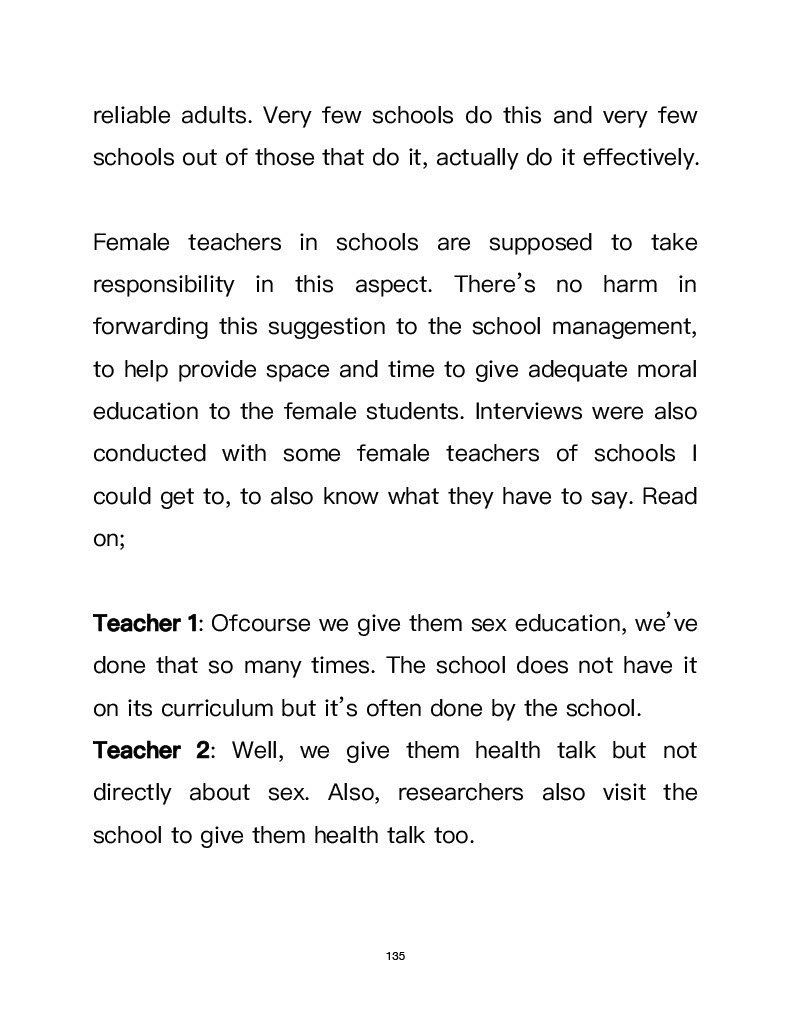 reliable adults. Very few schools do this and very few
schools out of those that do it, actually do it effectively.
Female teachers in schools are supposed to take
responsibility in this aspect. There’s no harm in
forwarding this suggestion to the school management,
to help provide space and time to give adequate moral
education to the female students. Interviews were also
conducted with some female teachers of schools I
could get to, to also know what they have to say. Read
on;
Teacher 1: Ofcourse we give them sex education, we’ve
done that so many times. The school does not have it
on its curriculum but it’s often done by the school.
Teacher 2: Well, we give them health talk but not
directly about sex. Also, researchers also visit the
school to give them health talk too.
135